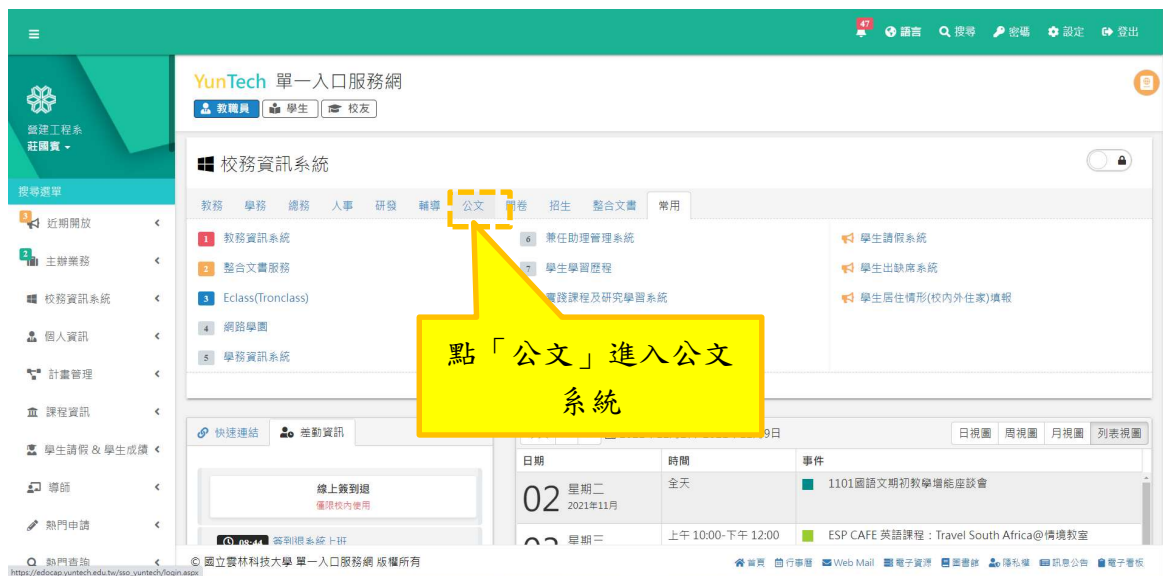 47
語言 搜尋 密碼 設定 登出
營建工程系
莊國賓
搜尋選單
3 近期開放
2 主辦業務
校務資訊系統
個人資訊
計畫管理
課程資訊
學生請假 & 學生成績
導師
熱門申請
熱門查詢
YunTech 單一入口服務網
教職員 學生 校友
校務資訊系統
教務 學務 總務 人事 研發 輔導 公文 問卷 招生 整合文書 常用
1 教務資訊系統
2 整合文書服務
3 Eclass(Tronclass)
4 網路學園
5 學務資訊系統
6 兼任助理管理系統
7 學生學習歷程
實踐課程及研究學習系統
學生請假系統
學生出缺席系統
學生居住情形(校內外住家)填報
點「公文」進入公文
系統
快速連結 差勤資訊
線上簽到退
僅限校內使用
08:44 簽到退系統上班
日視圖 周視圖 月視圖 列表視圖
日期 時間 事件
02 星期二 2021年11月 全天 1101國語文期初教學增能座談會
星期三 上午 10:00-下午 12:00 ESP CAFE 英語課程：Travel South Africa@情境教室
© 國立雲林科技大學 單一入口服務網 版權所有
首頁 行事曆 Web Mail 電子資源 圖書館 隱私權 訊息公告 電子看板
https://edocap.yuntech.edu.tw/sso_yuntech/login.aspx